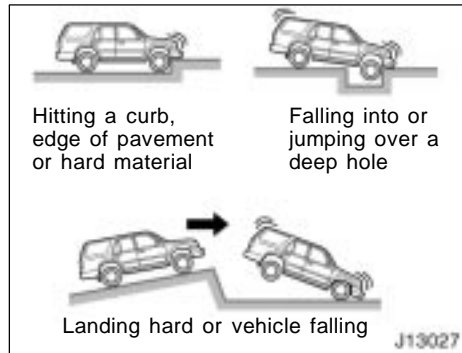 Hitting a curb,
edge of pavement
or hard material
Falling into or
jumping over a
deep hole
Landing hard or vehicle falling
J13027